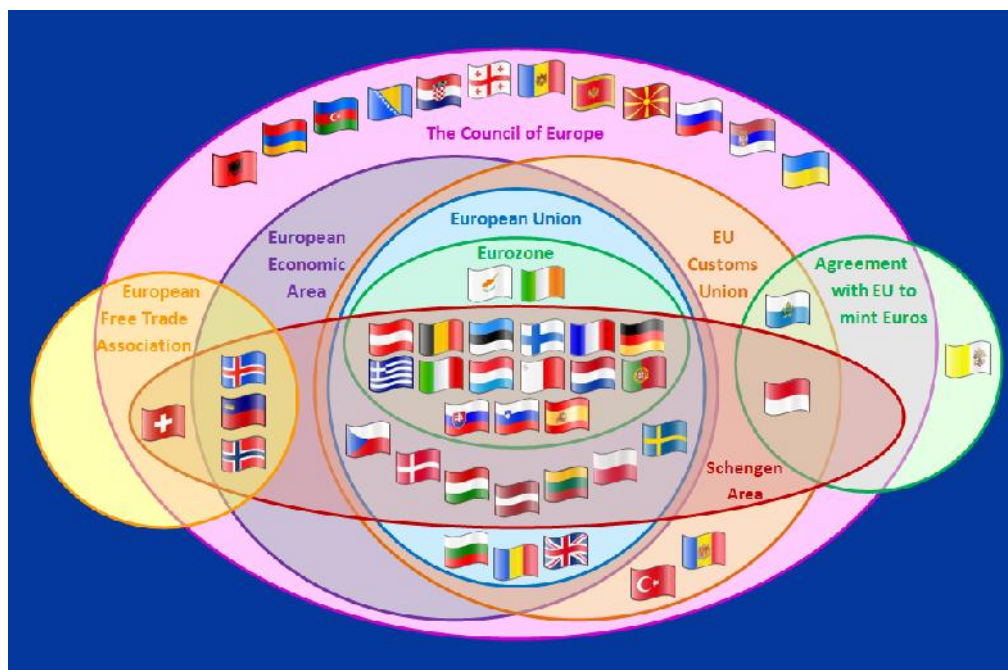 The Council of Europe
European Union
European
Economic
Area
Eurozone
EU
Customs
Union
Agreement
with EU to
mint Euros
European
Free Trade
Association
Schengen
Area